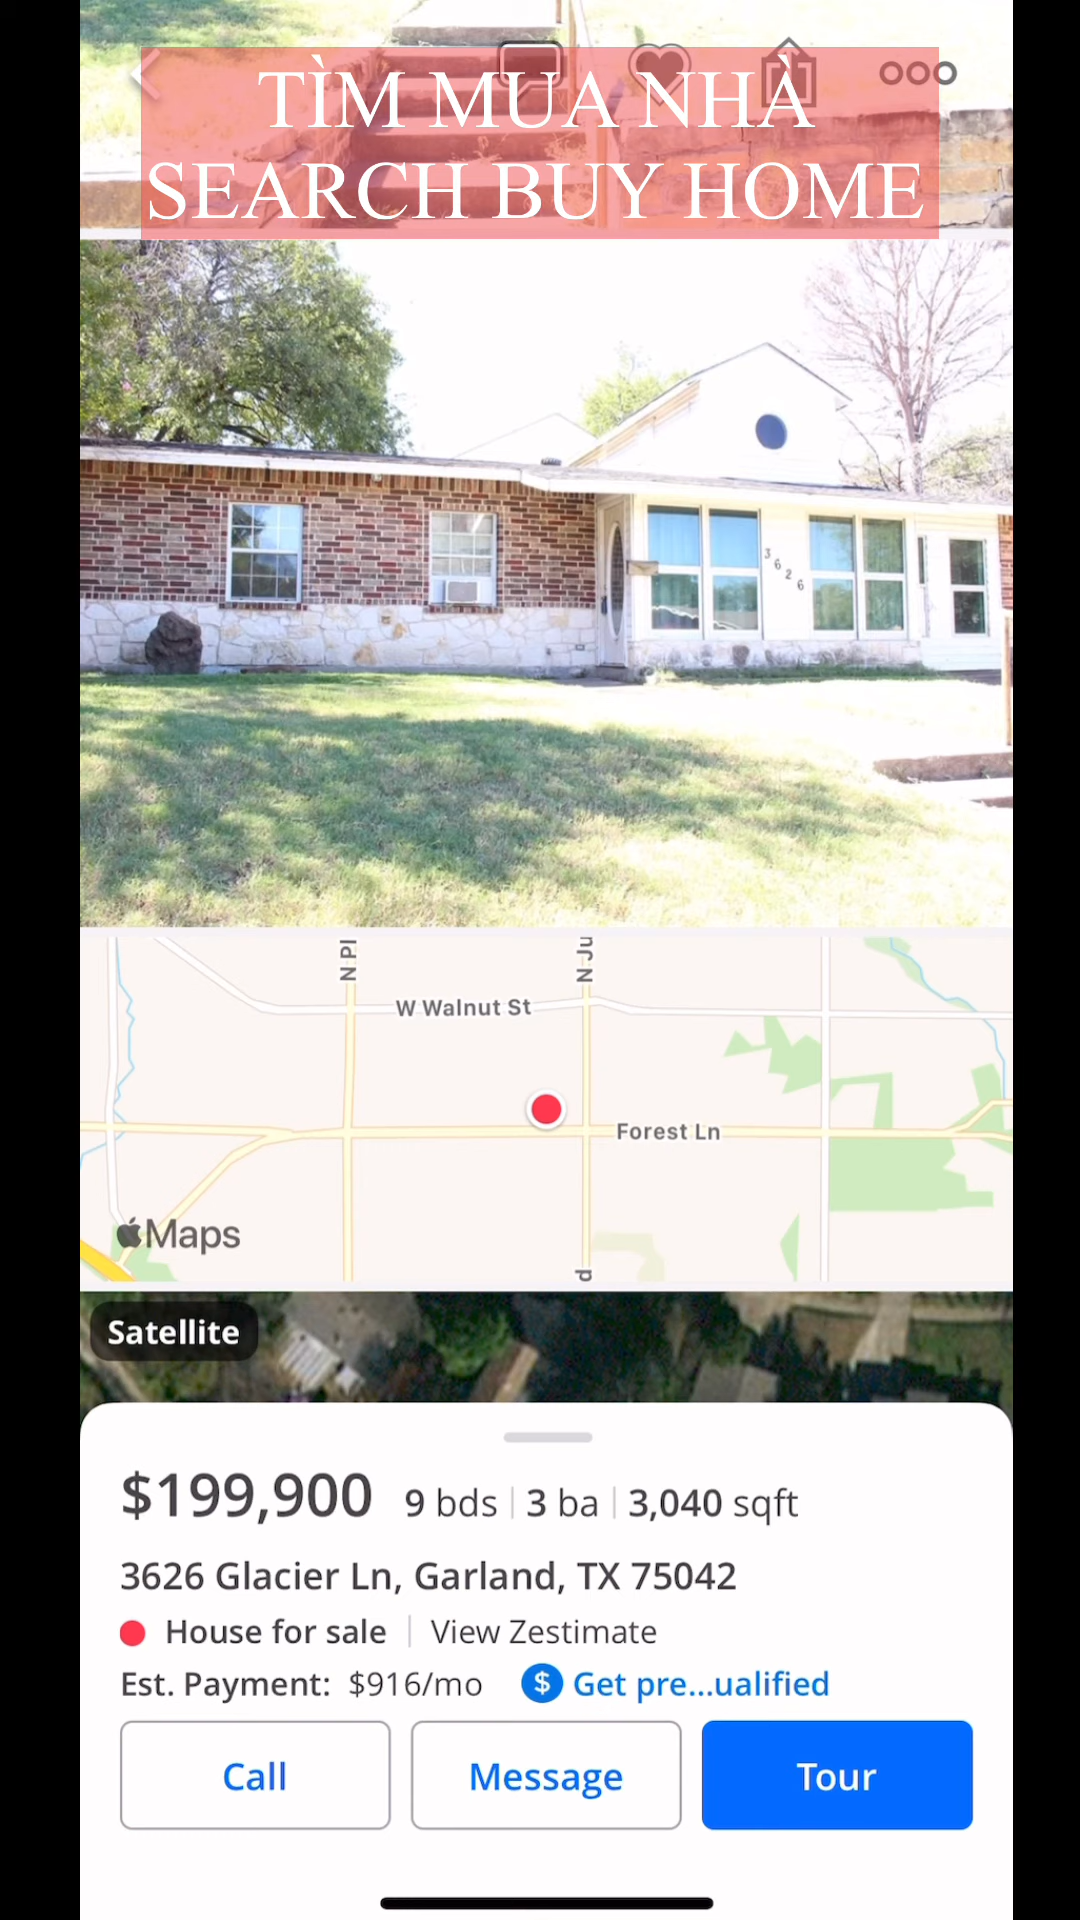 TÌM MUA NHÀ
SEARCH BUY HOME
3626
N Pl
N Ju
W Walnut St
Forest Ln
d
Maps
Satellite
$199,900 9 bds | 3 ba | 3,040 sqft
3626 Glacier Ln, Garland, TX 75042
House for sale | View Zestimate
Est. Payment: $916/mo $ Get pre...ualified
Call Message Tour